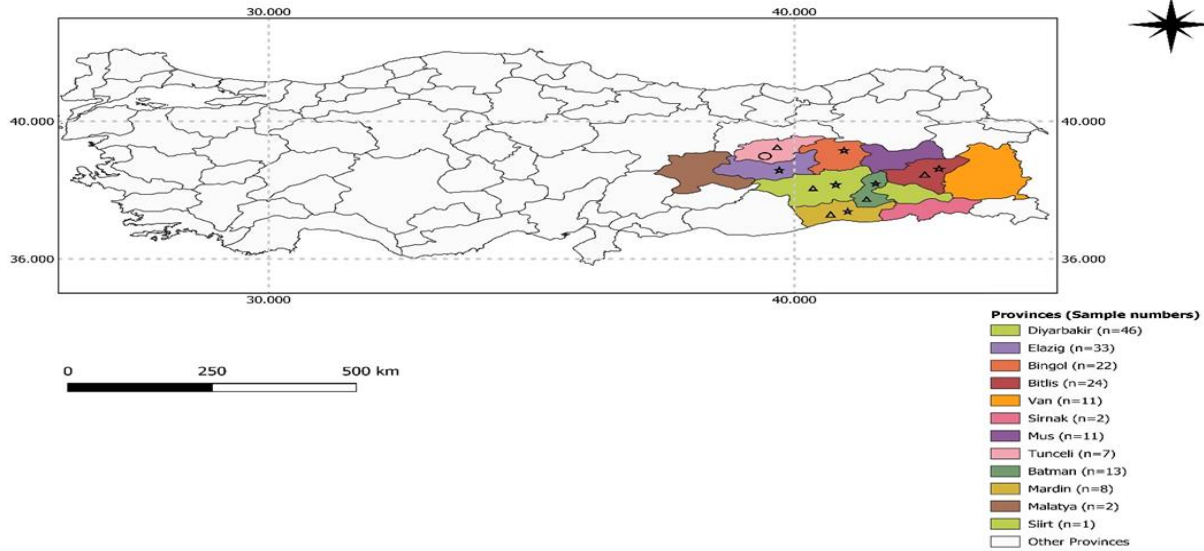 30.000 40.000
40.000 40.000
36.000 36.000
30.000 40.000
0 250 500 km
Provinces (Sample numbers)
Diyarbakir (n=46)
Elazig (n=33)
Bingol (n=22)
Bitlis (n=24)
Van (n=11)
Sirnak (n=2)
Mus (n=11)
Tunceli (n=7)
Batman (n=13)
Mardin (n=8)
Malatya (n=2)
Siirt (n=1)
Other Provinces